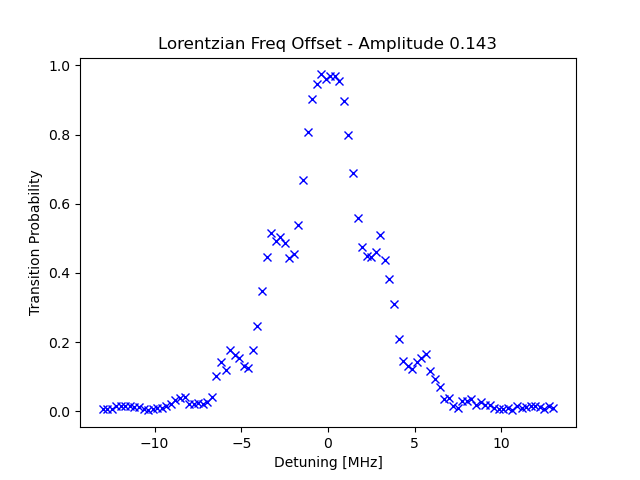 Lorentzian Freq Offset - Amplitude 0.143
Transition Probability
1.0
0.8
0.6
0.4
0.2
0.0
−10 −5 0 5 10
Detuning [MHz]